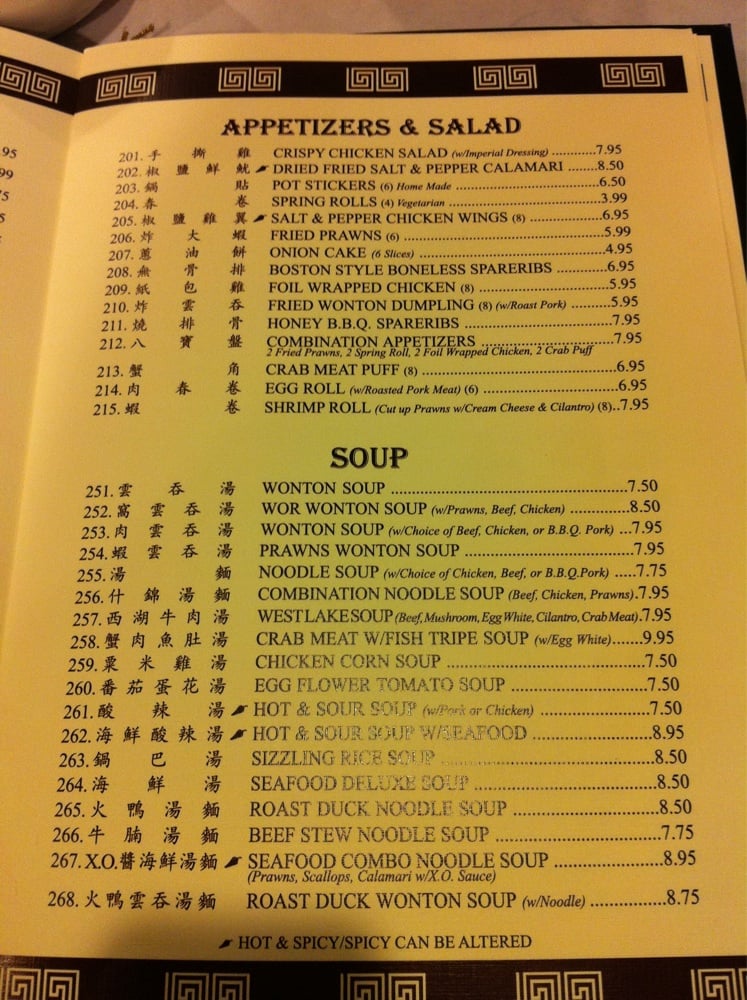 .95
99
75
5
APPETIZERS & SALAD
201. 手撕雞 CRISPY CHICKEN SALAD (w/Imperial Dressing) ............7.95
202. 椒鹽鮮魷 DRIED FRIED SALT & PEPPER CALAMARI ........8.50
203. 鍋貼 POT STICKERS (6) Home Made ...............6.50
204. 春卷 SPRING ROLLS (4) Vegetarian ...............3.99
205. 椒鹽雞翼 SALT & PEPPER CHICKEN WINGS (8) ...............6.95
206. 炸大蝦 FRIED PRAWNS (6) ...............5.99
207. 蔥油餅 ONION CAKE (6 Slices) ...............4.95
208. 無骨排 BOSTON STYLE BONELESS SPARERIBS ...........6.95
209. 紙包雞 FOIL WRAPPED CHICKEN (8) ...............5.95
210. 炸雲吞 FRIED WONTON DUMPLING (8) (w/Roast Pork) ...........5.95
211. 燒排骨 HONEY B.B.Q. SPARERIBS ...............7.95
212. 八寶盤 COMBINATION APPETIZERS ...............7.95
2 Fried Prawns, 2 Spring Roll, 2 Foil Wrapped Chicken, 2 Crab Puff
213. 蟹角 CRAB MEAT PUFF (8) ...............6.95
214. 肉春卷 EGG ROLL (w/Roasted Pork Meat) (6) ...............6.95
215. 蝦卷 SHRIMP ROLL (Cut up Prawns w/Cream Cheese & Cilantro) (8)..7.95
SOUP
251. 雲吞湯 WONTON SOUP ...............7.50
252. 窩雲吞湯 WOR WONTON SOUP (w/Prawns, Beef, Chicken) .............8.50
253. 肉雲吞湯 WONTON SOUP (w/Choice of Beef, Chicken, or B.B.Q. Pork) ...7.95
254. 蝦雲吞湯 PRAWNS WONTON SOUP ...............7.95
255. 湯麵 NOODLE SOUP (w/Choice of Chicken, Beef, or B.B.Q.Pork) .....7.75
256. 什錦湯麵 COMBINATION NOODLE SOUP (Beef, Chicken, Prawns).7.95
257. 西湖牛肉湯 WESTLAKE SOUP (Beef, Mushroom, Egg White, Cilantro, Crab Meat).7.95
258. 蟹肉魚肚湯 CRAB MEAT W/FISH TRIPE SOUP (w/Egg White)......9.95
259. 粟米雞湯 CHICKEN CORN SOUP ...............7.50
260. 番茄蛋花湯 EGG FLOWER TOMATO SOUP ...............7.50
261. 酸辣湯 HOT & SOUR SOUP (w/Pork or Chicken) ...............7.50
262. 海鮮酸辣湯 HOT & SOUR SOUP W/SEAFOOD ...............8.95
263. 鍋巴湯 SIZZLING RICE SOUP ...............8.50
264. 海鮮湯 SEAFOOD DELUXE SOUP ...............8.50
265. 火鴨湯麵 ROAST DUCK NOODLE SOUP ...............8.50
266. 牛腩湯麵 BEEF STEW NOODLE SOUP ...............7.75
267. X.O.醬海鮮湯麵 SEAFOOD COMBO NOODLE SOUP ...............8.95
(Prawns, Scallops, Calamari w/X.O. Sauce)
268. 火鴨雲吞湯麵 ROAST DUCK WONTON SOUP (w/Noodle) ...............8.75
HOT & SPICY/SPICY CAN BE ALTERED